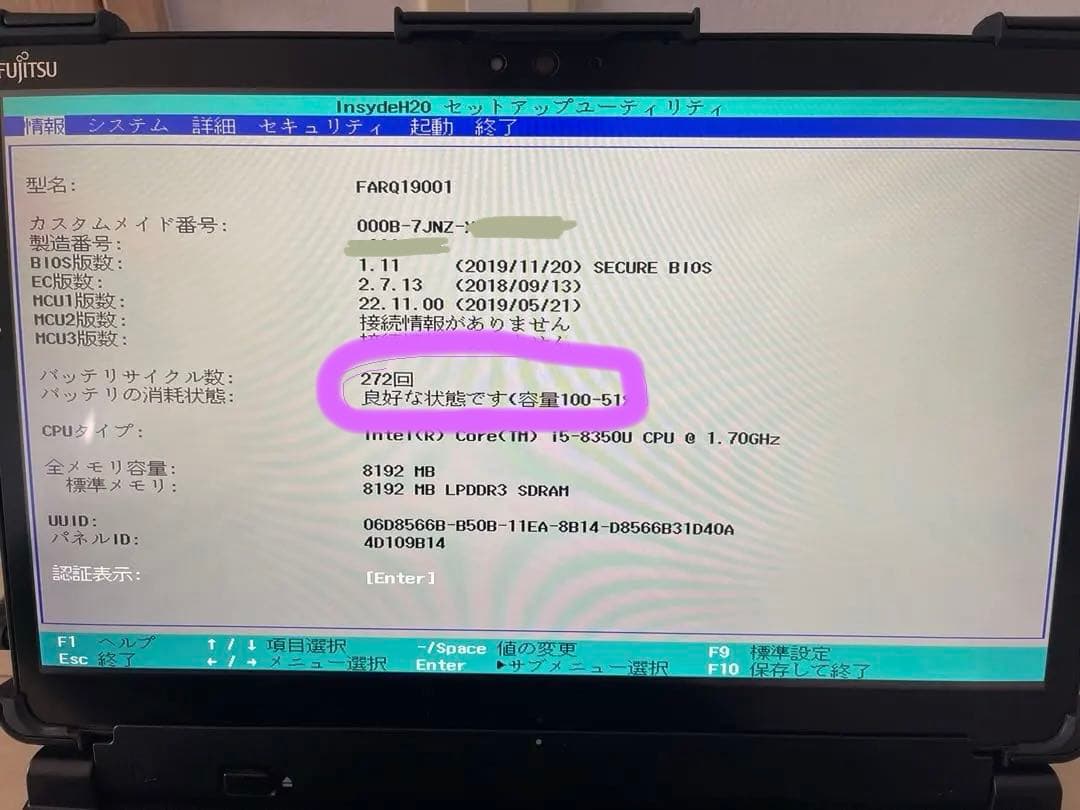 FUJITSU
InsydeH20 セットアップユーティリティ
情報 システム 詳細 セキュリティ 起動 終了
型名: FARQ19001
カスタムメイド番号: 000B-7JNZ-
製造番号:
BIOS版数: 1.11 (2019/11/20) SECURE BIOS
EC版数: 2.7.13 (2018/09/13)
MCU1版数: 22.11.00 (2019/05/21)
MCU2版数: 接続情報がありません
MCU3版数:
バッテリサイクル数: 272回
バッテリの消耗状態: 良好な状態です(容量100-51
CPUタイプ: Intel(R) Core(TM) i5-8350U CPU @ 1.70GHz
全メモリ容量: 8192 MB
標準メモリ: 8192 MB LPDDR3 SDRAM
UUID: 06D8566B-B50B-11EA-8B14-D8566B31D40A
パネルID: 4D109B14
認証表示: [Enter]
F1 ヘルプ ↑/↓ 項目選択 -/Space 値の変更 F9 標準設定
Esc 終了 ←/→ メニュー選択 Enter ▶サブメニュー選択 F10 保存して終了